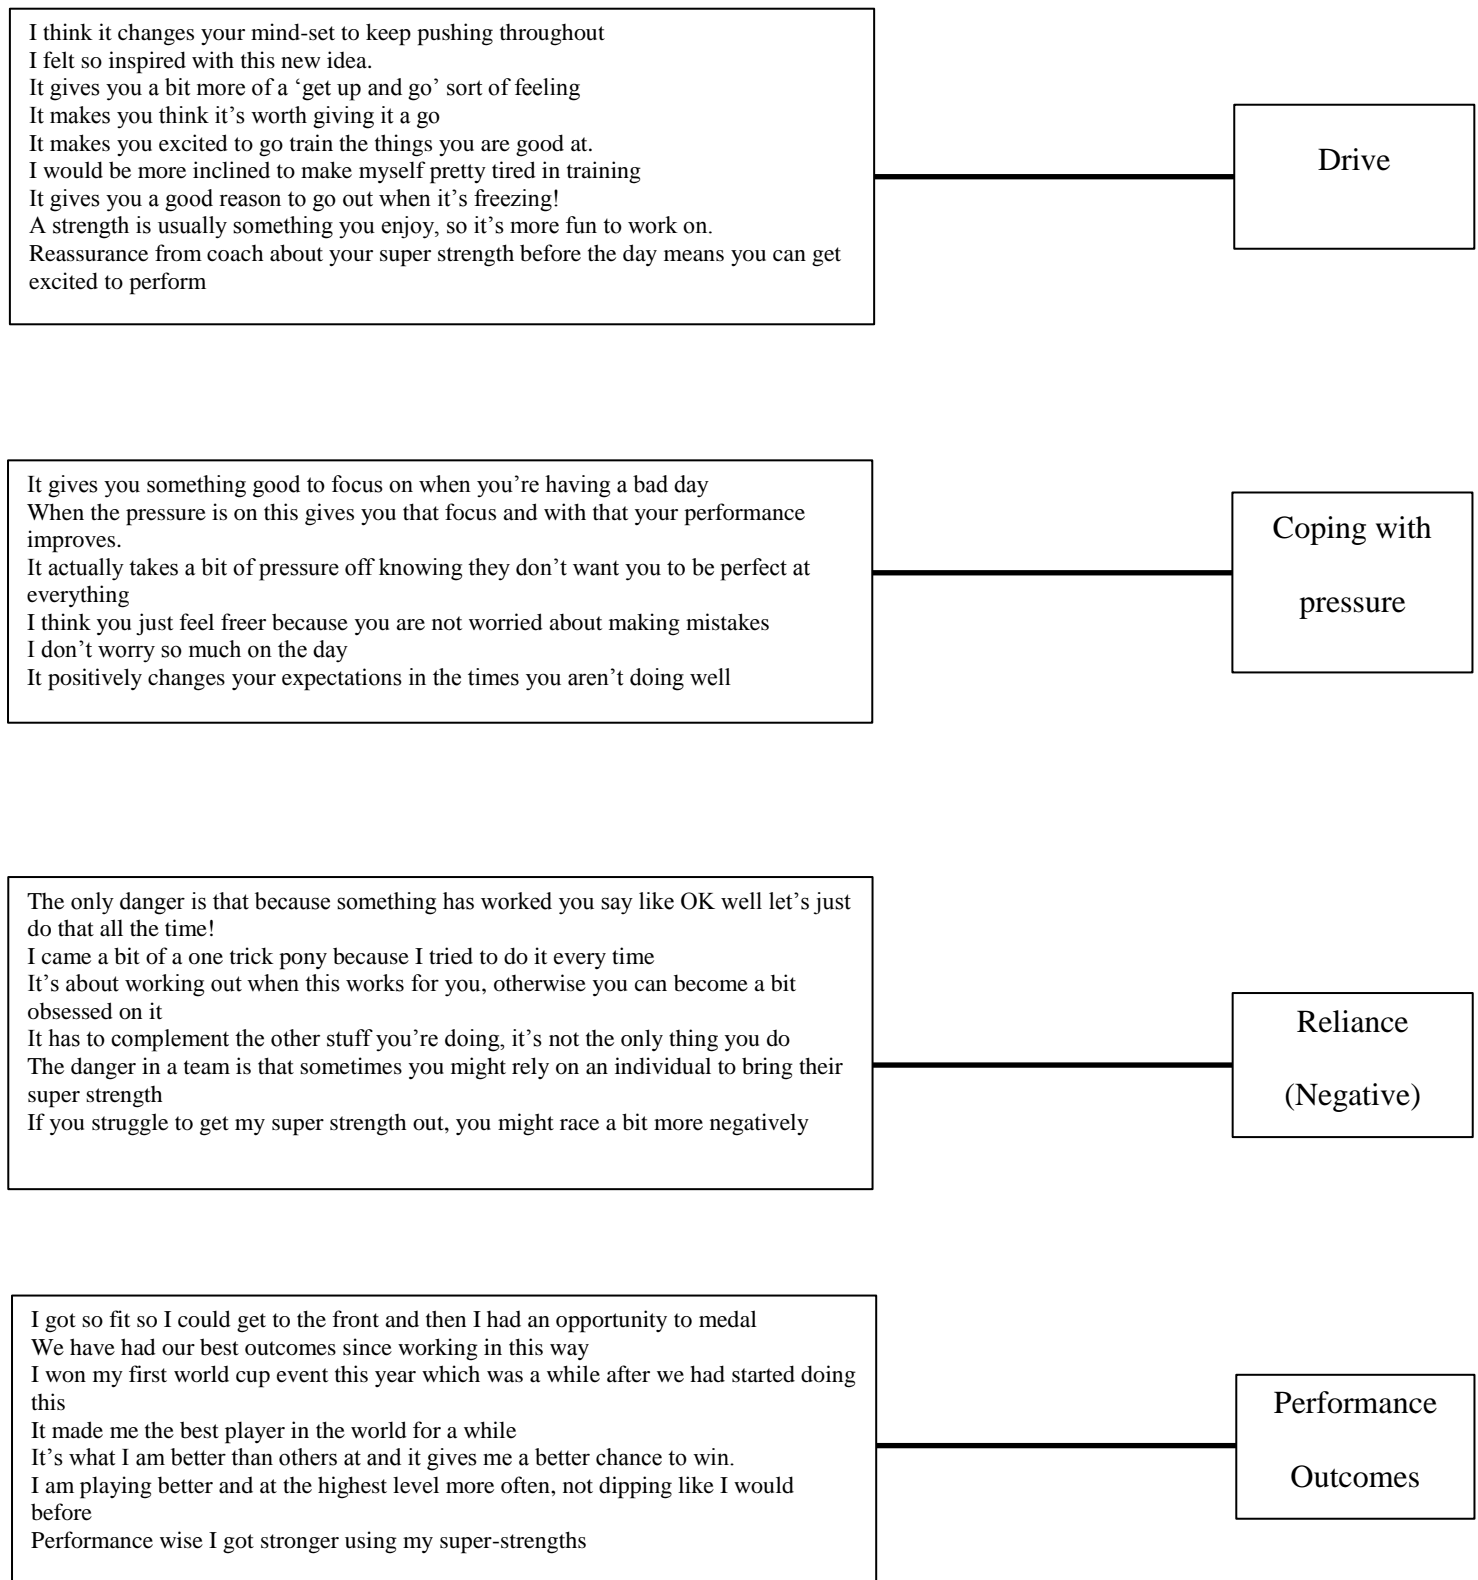 I think it changes your mind-set to keep pushing throughout
I felt so inspired with this new idea.
It gives you a bit more of a ‘get up and go’ sort of feeling
It makes you think it’s worth giving it a go
It makes you excited to go train the things you are good at.
I would be more inclined to make myself pretty tired in training
It gives you a good reason to go out when it’s freezing!
A strength is usually something you enjoy, so it’s more fun to work on.
Reassurance from coach about your super strength before the day means you can get
excited to perform
Drive
It gives you something good to focus on when you’re having a bad day
When the pressure is on this gives you that focus and with that your performance
improves.
It actually takes a bit of pressure off knowing they don’t want you to be perfect at
everything
I think you just feel freer because you are not worried about making mistakes
I don’t worry so much on the day
It positively changes your expectations in the times you aren’t doing well
Coping with
pressure
The only danger is that because something has worked you say like OK well let’s just
do that all the time!
I came a bit of a one trick pony because I tried to do it every time
It’s about working out when this works for you, otherwise you can become a bit
obsessed on it
It has to complement the other stuff you’re doing, it’s not the only thing you do
The danger in a team is that sometimes you might rely on an individual to bring their
super strength
If you struggle to get my super strength out, you might race a bit more negatively
Reliance
(Negative)
I got so fit so I could get to the front and then I had an opportunity to medal
We have had our best outcomes since working in this way
I won my first world cup event this year which was a while after we had started doing
this
It made me the best player in the world for a while
It’s what I am better than others at and it gives me a better chance to win.
I am playing better and at the highest level more often, not dipping like I would
before
Performance wise I got stronger using my super-strengths
Performance
Outcomes